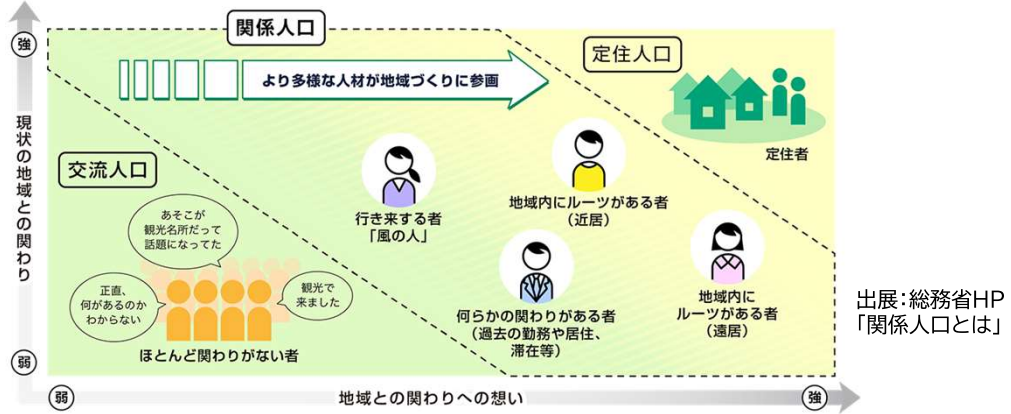 関係人口
強
定住人口
より多様な人材が地域づくりに参画
定住者
現状の地域との関わり
交流人口
行き来する者
「風の人」
地域内にルーツがある者
(近居)
あそこが
観光名所だって
話題になってた
正直、
何があるのか
わからない
観光で
来ました
ほとんど関わりがない者
何らかの関わりがある者
(過去の勤務や居住、
滞在等)
地域内に
ルーツがある者
(遠居)
弱
弱
地域との関わりへの想い
強
出展:総務省HP
「関係人口とは」